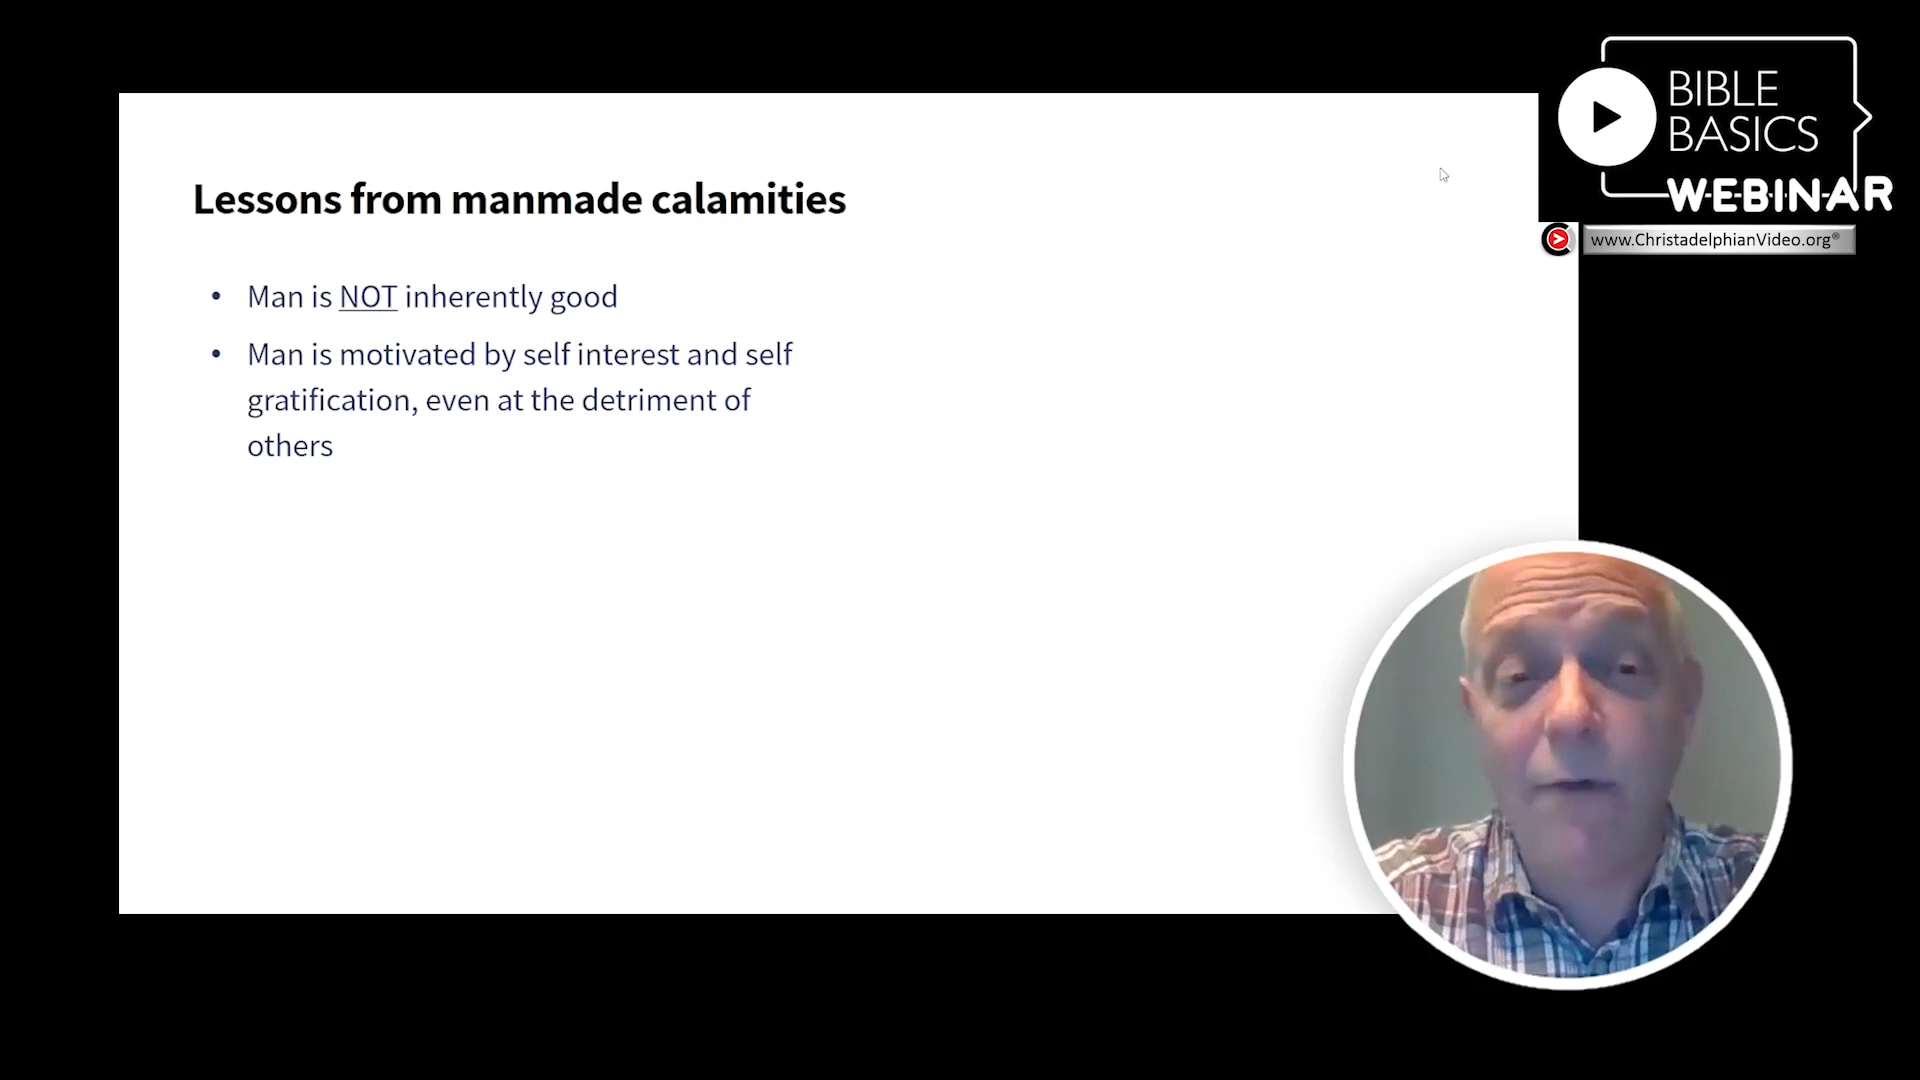 Lessons from manmade calamities
• Man is NOT inherently good
• Man is motivated by self interest and self
gratification, even at the detriment of
others
BIBLE
BASICS
WEBINAR
www.ChristadelphianVideo.org®